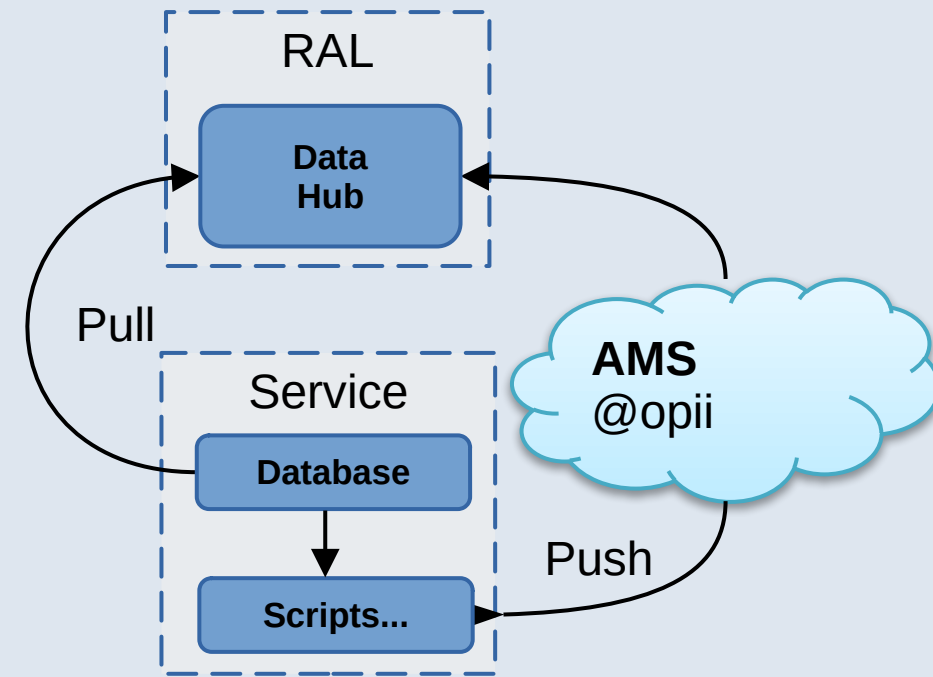 RAL
Data
Hub
Pull
Service
AMS
@opii
Database
Push
Scripts...